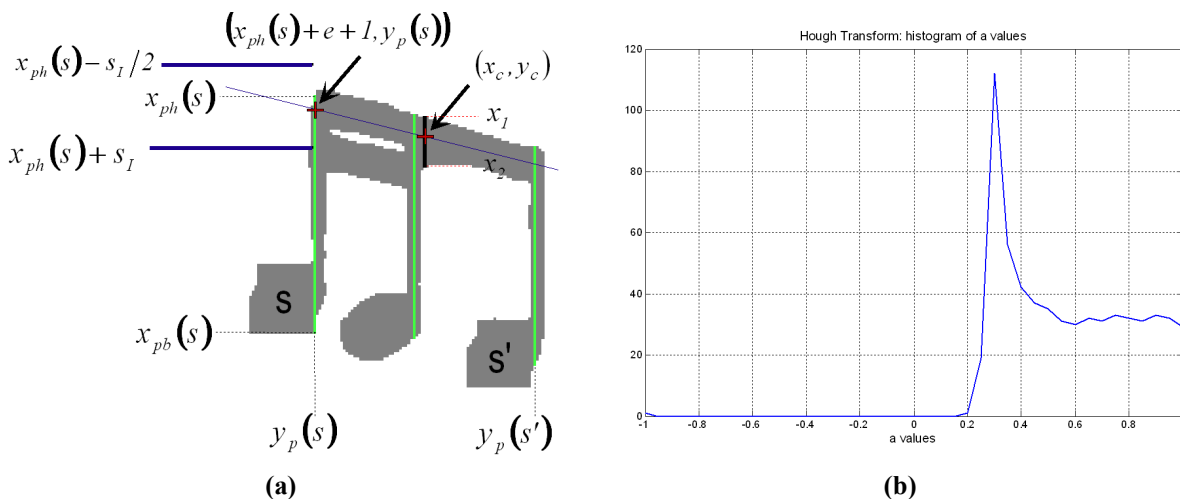 (x_ph(s)+e+1, y_p(s))
x_ph(s)−s_I/2
(x_c, y_c)
x_ph(s)
x_1
x_ph(s)+s_I
x_2
S
x_pb(s)
S'
y_p(s)
y_p(s')
(a)
Hough Transform: histogram of a values
120
100
80
60
40
20
0
-1 -0.8 -0.6 -0.4 -0.2 0 0.2 0.4 0.6 0.8
a values
(b)